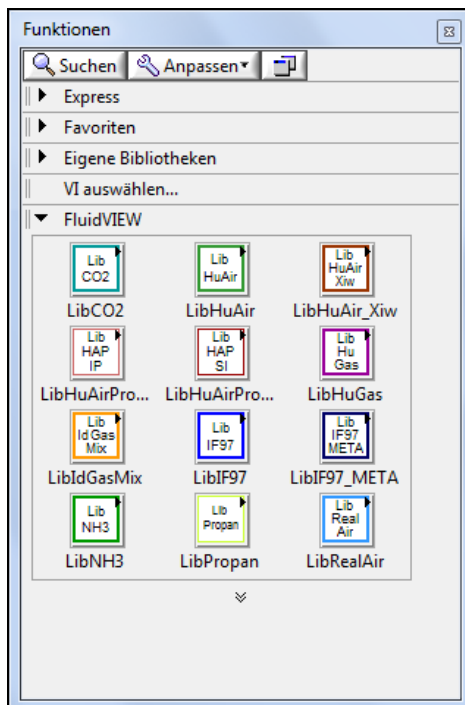 Funktionen
Suchen Anpassen
Express
Favoriten
Eigene Bibliotheken
VI auswählen...
FluidVIEW
Lib CO2
Lib HuAir
Lib HuAir Xiw
LibCO2 LibHuAir LibHuAir_Xiw
Lib HAP IP
Lib HAP SI
Lib Hu Gas
LibHuAirPro... LibHuAirPro... LibHuGas
Lib Id Gas Mix
Lib IF97
Lib IF97 META
LibIdGasMix LibIF97 LibIF97_META
Lib NH3
Lib Propan
Lib Real Air
LibNH3 LibPropan LibRealAir